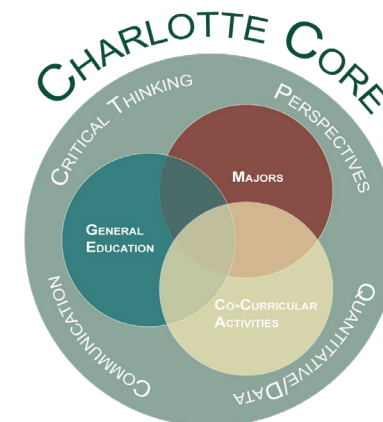 CHARLOTTE CORE
CRITICAL THINKING
PERSPECTIVES
MAJORS
GENERAL
EDUCATION
CO-CURRICULAR
ACTIVITIES
COMMUNICATION
QUANTITATIVE/DATA